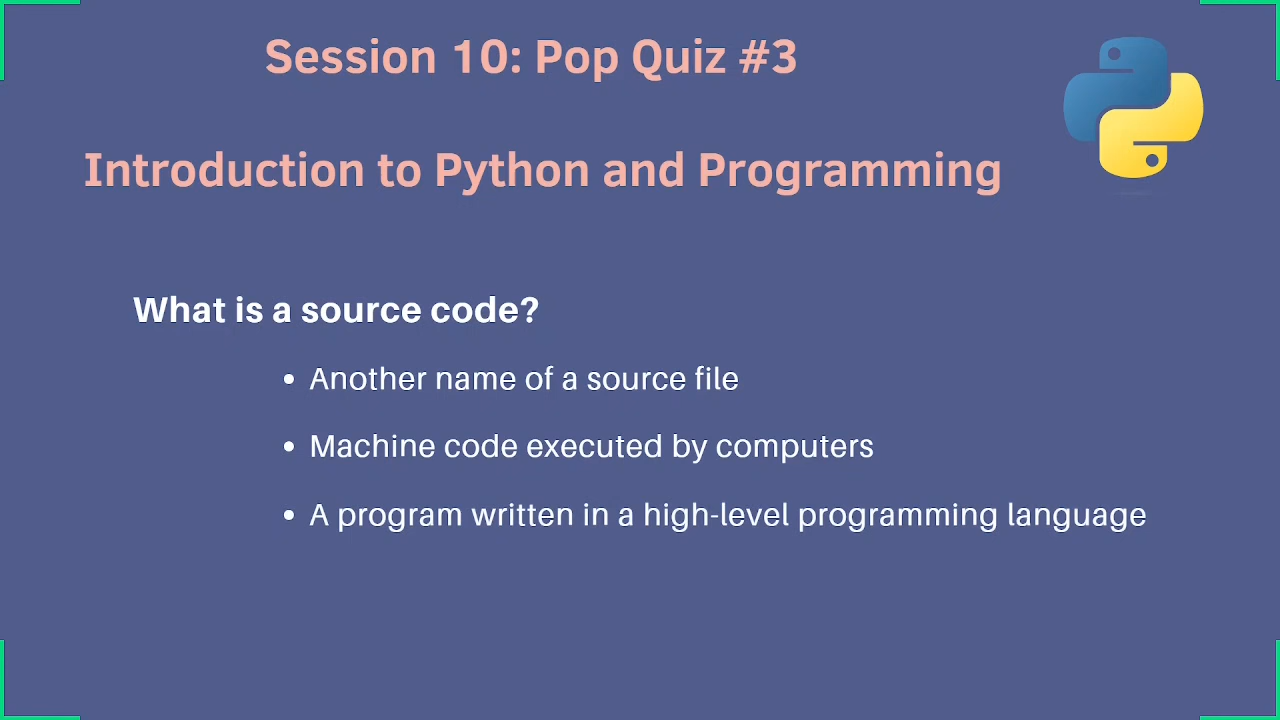 Session 10: Pop Quiz #3
Introduction to Python and Programming
What is a source code?
• Another name of a source file
• Machine code executed by computers
• A program written in a high-level programming language